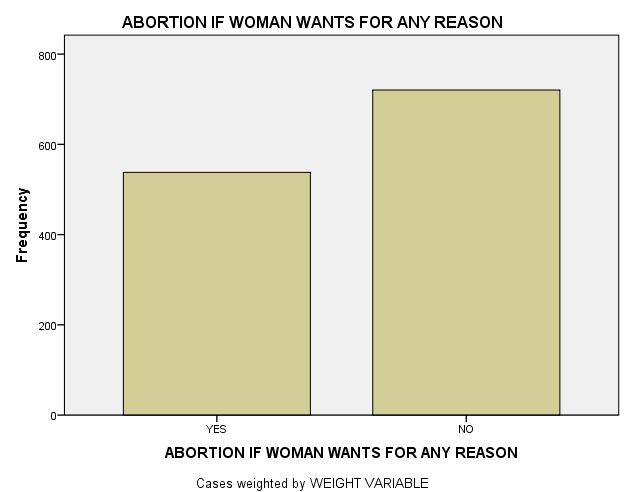 ABORTION IF WOMAN WANTS FOR ANY REASON
800
600
400
200
0
Frequency
YES NO
ABORTION IF WOMAN WANTS FOR ANY REASON
Cases weighted by WEIGHT VARIABLE